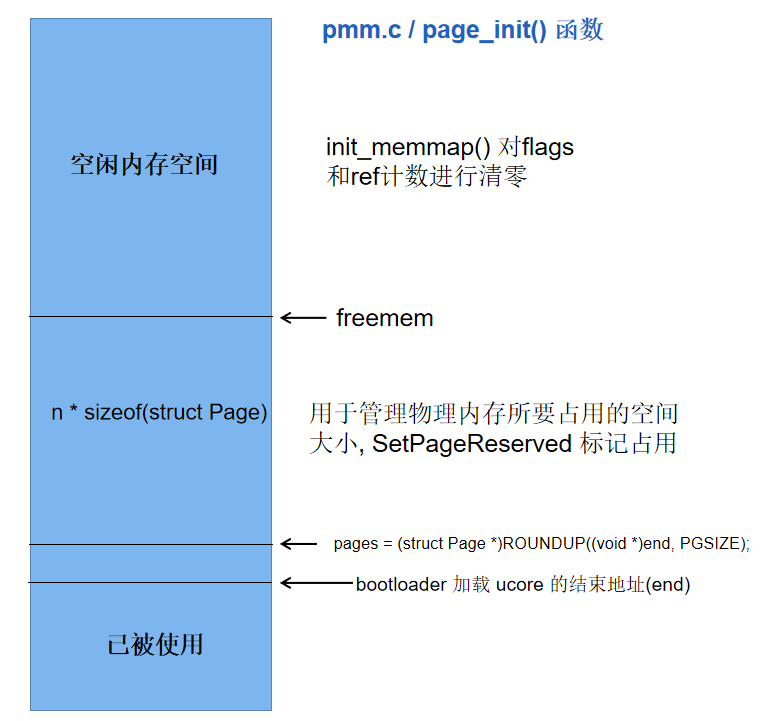 pmm.c / page_init() 函数
空闲内存空间
init_memmap() 对flags
和ref计数进行清零
freemem
n * sizeof(struct Page)
用于管理物理内存所要占用的空间
大小, SetPageReserved 标记占用
pages = (struct Page *)ROUNDUP((void *)end, PGSIZE);
bootloader 加载 ucore 的结束地址(end)
已被使用